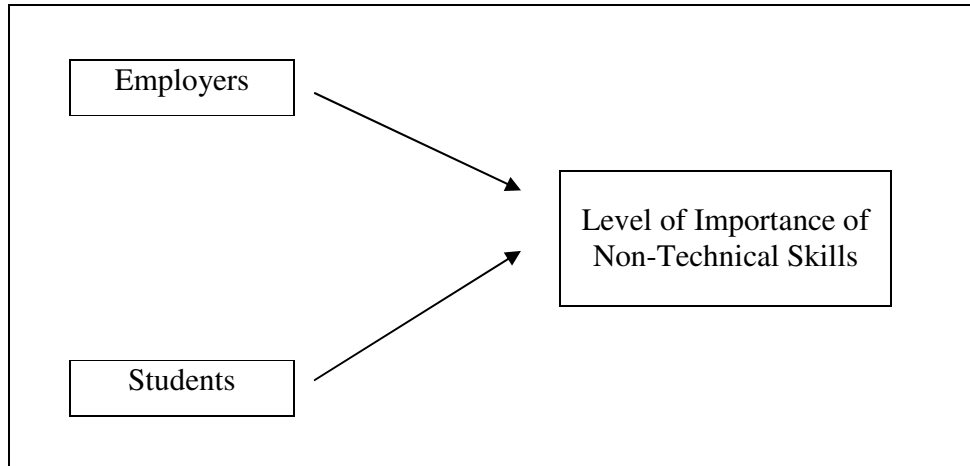 Employers
Level of Importance of
Non-Technical Skills
Students